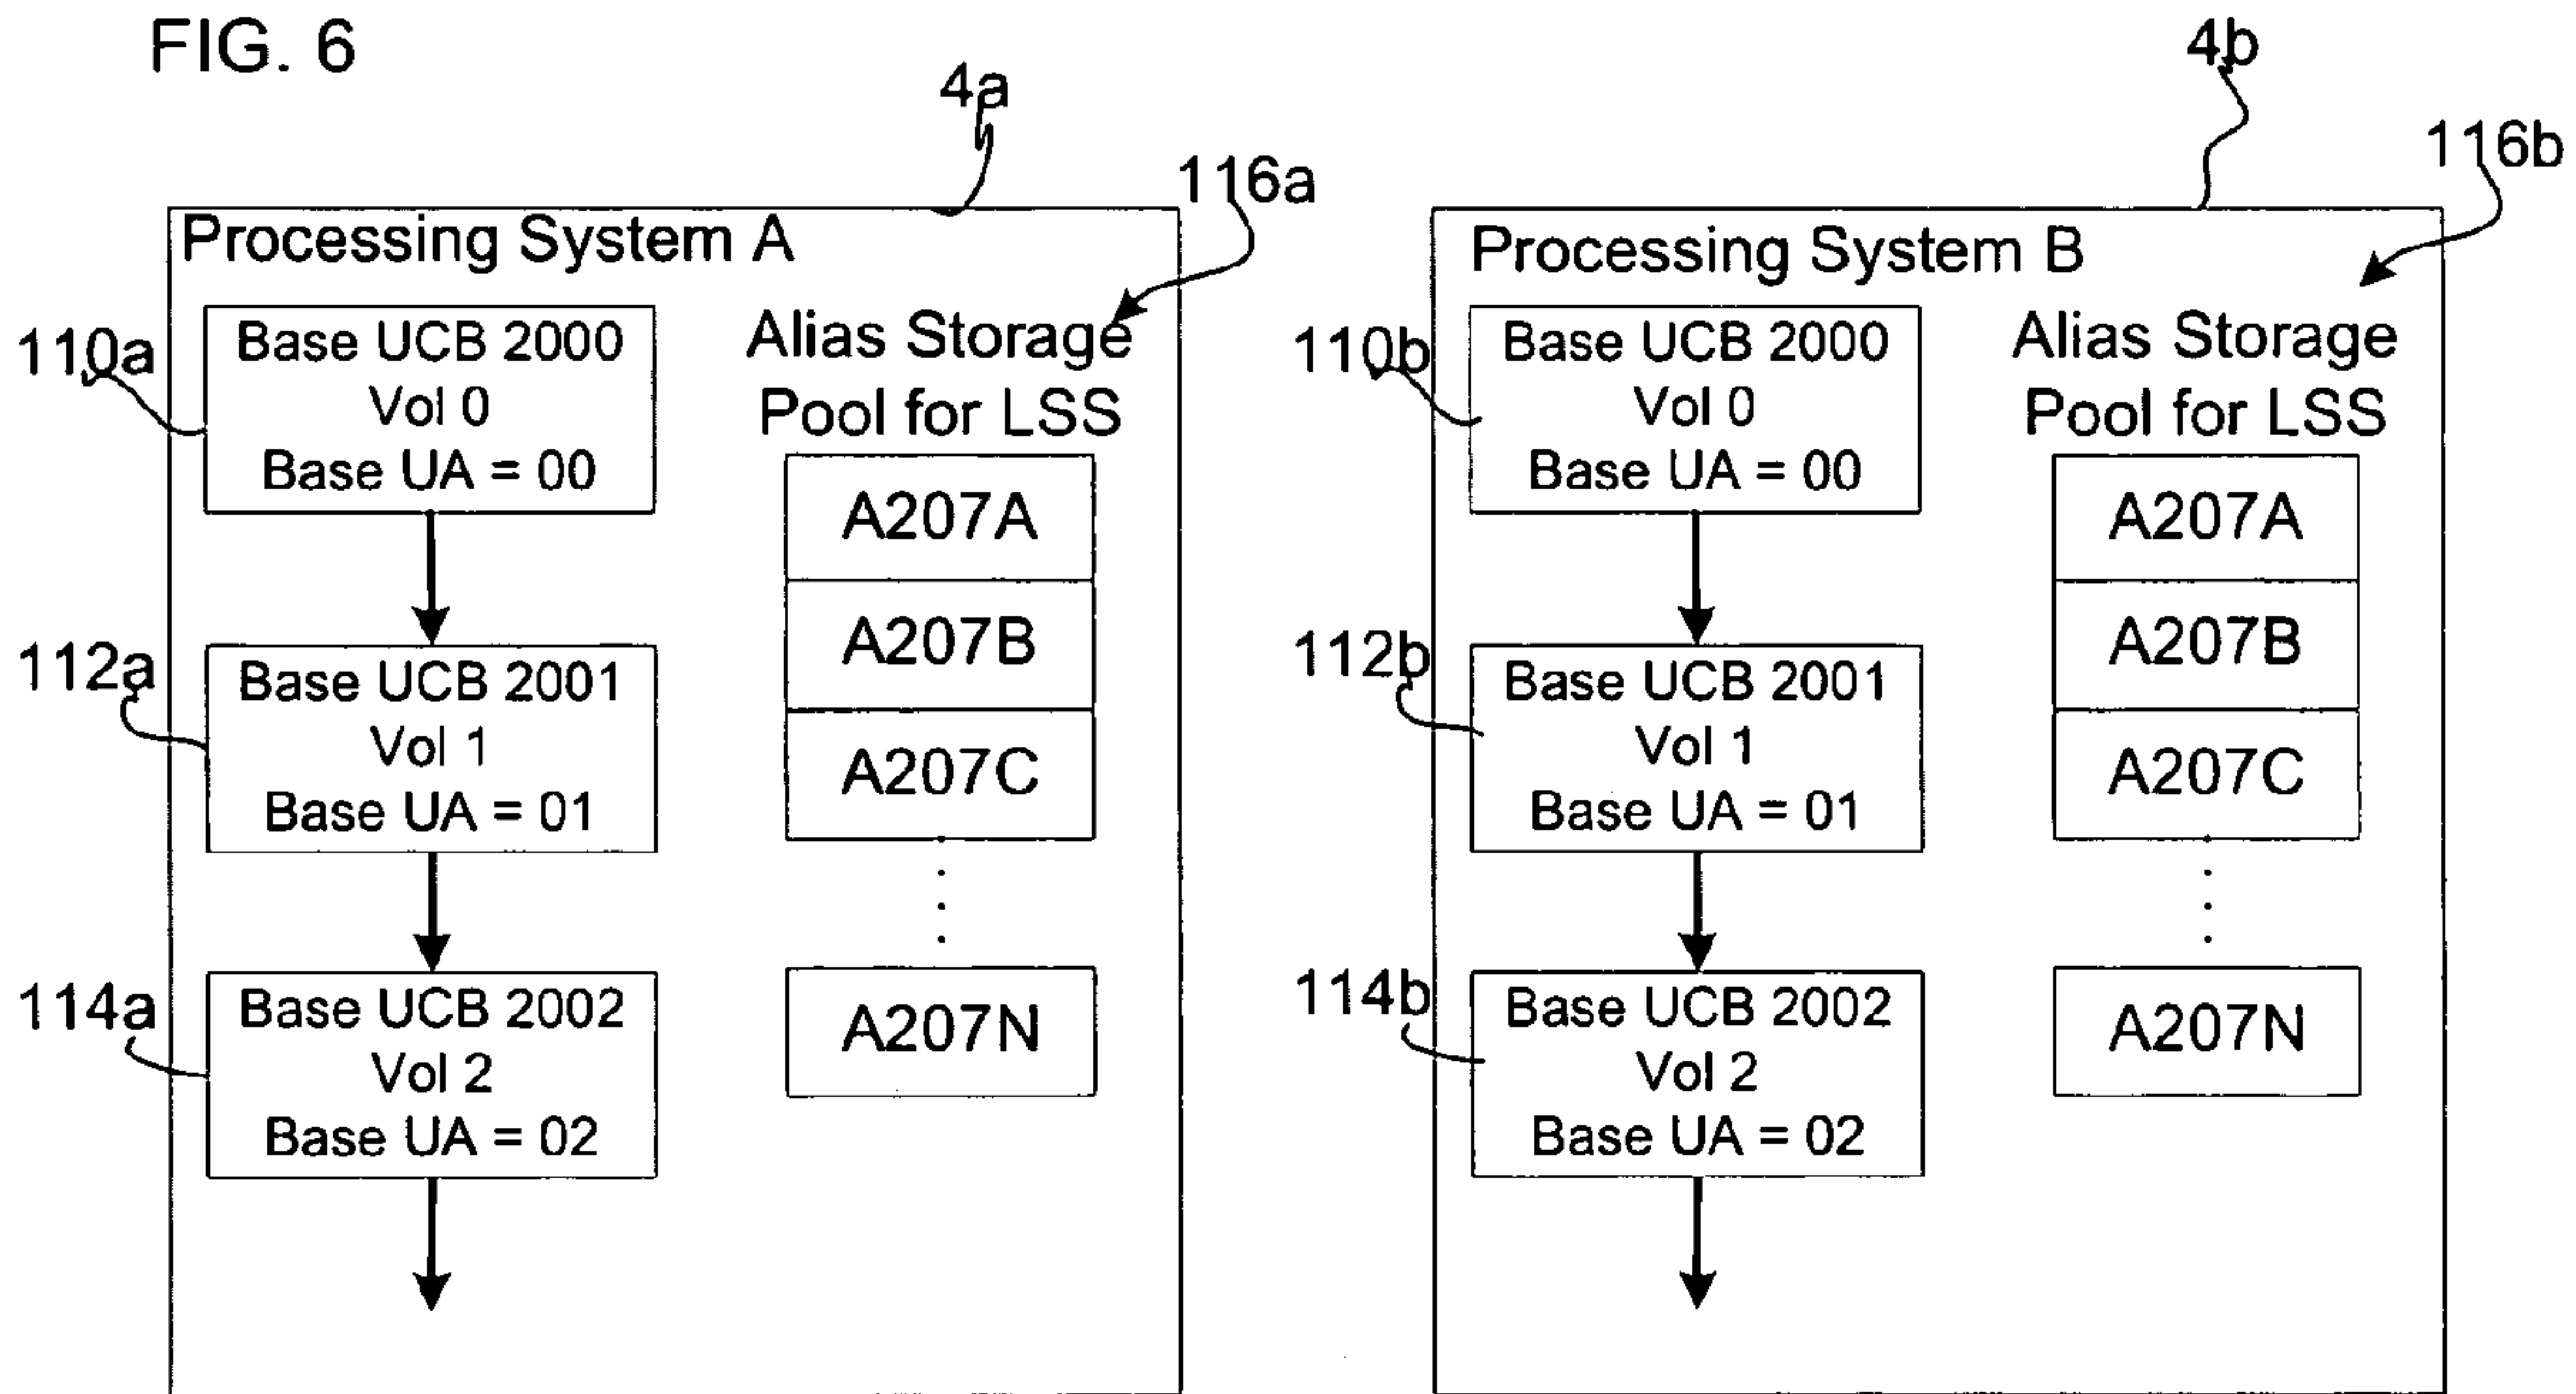 FIG. 6
4a
116a
Processing System A
110a
Base UCB 2000
Vol 0
Base UA = 00
112a
Base UCB 2001
Vol 1
Base UA = 01
114a
Base UCB 2002
Vol 2
Base UA = 02
Alias Storage
Pool for LSS
A207A
A207B
A207C
A207N
4b
116b
Processing System B
110b
Base UCB 2000
Vol 0
Base UA = 00
112b
Base UCB 2001
Vol 1
Base UA = 01
114b
Base UCB 2002
Vol 2
Base UA = 02
Alias Storage
Pool for LSS
A207A
A207B
A207C
A207N